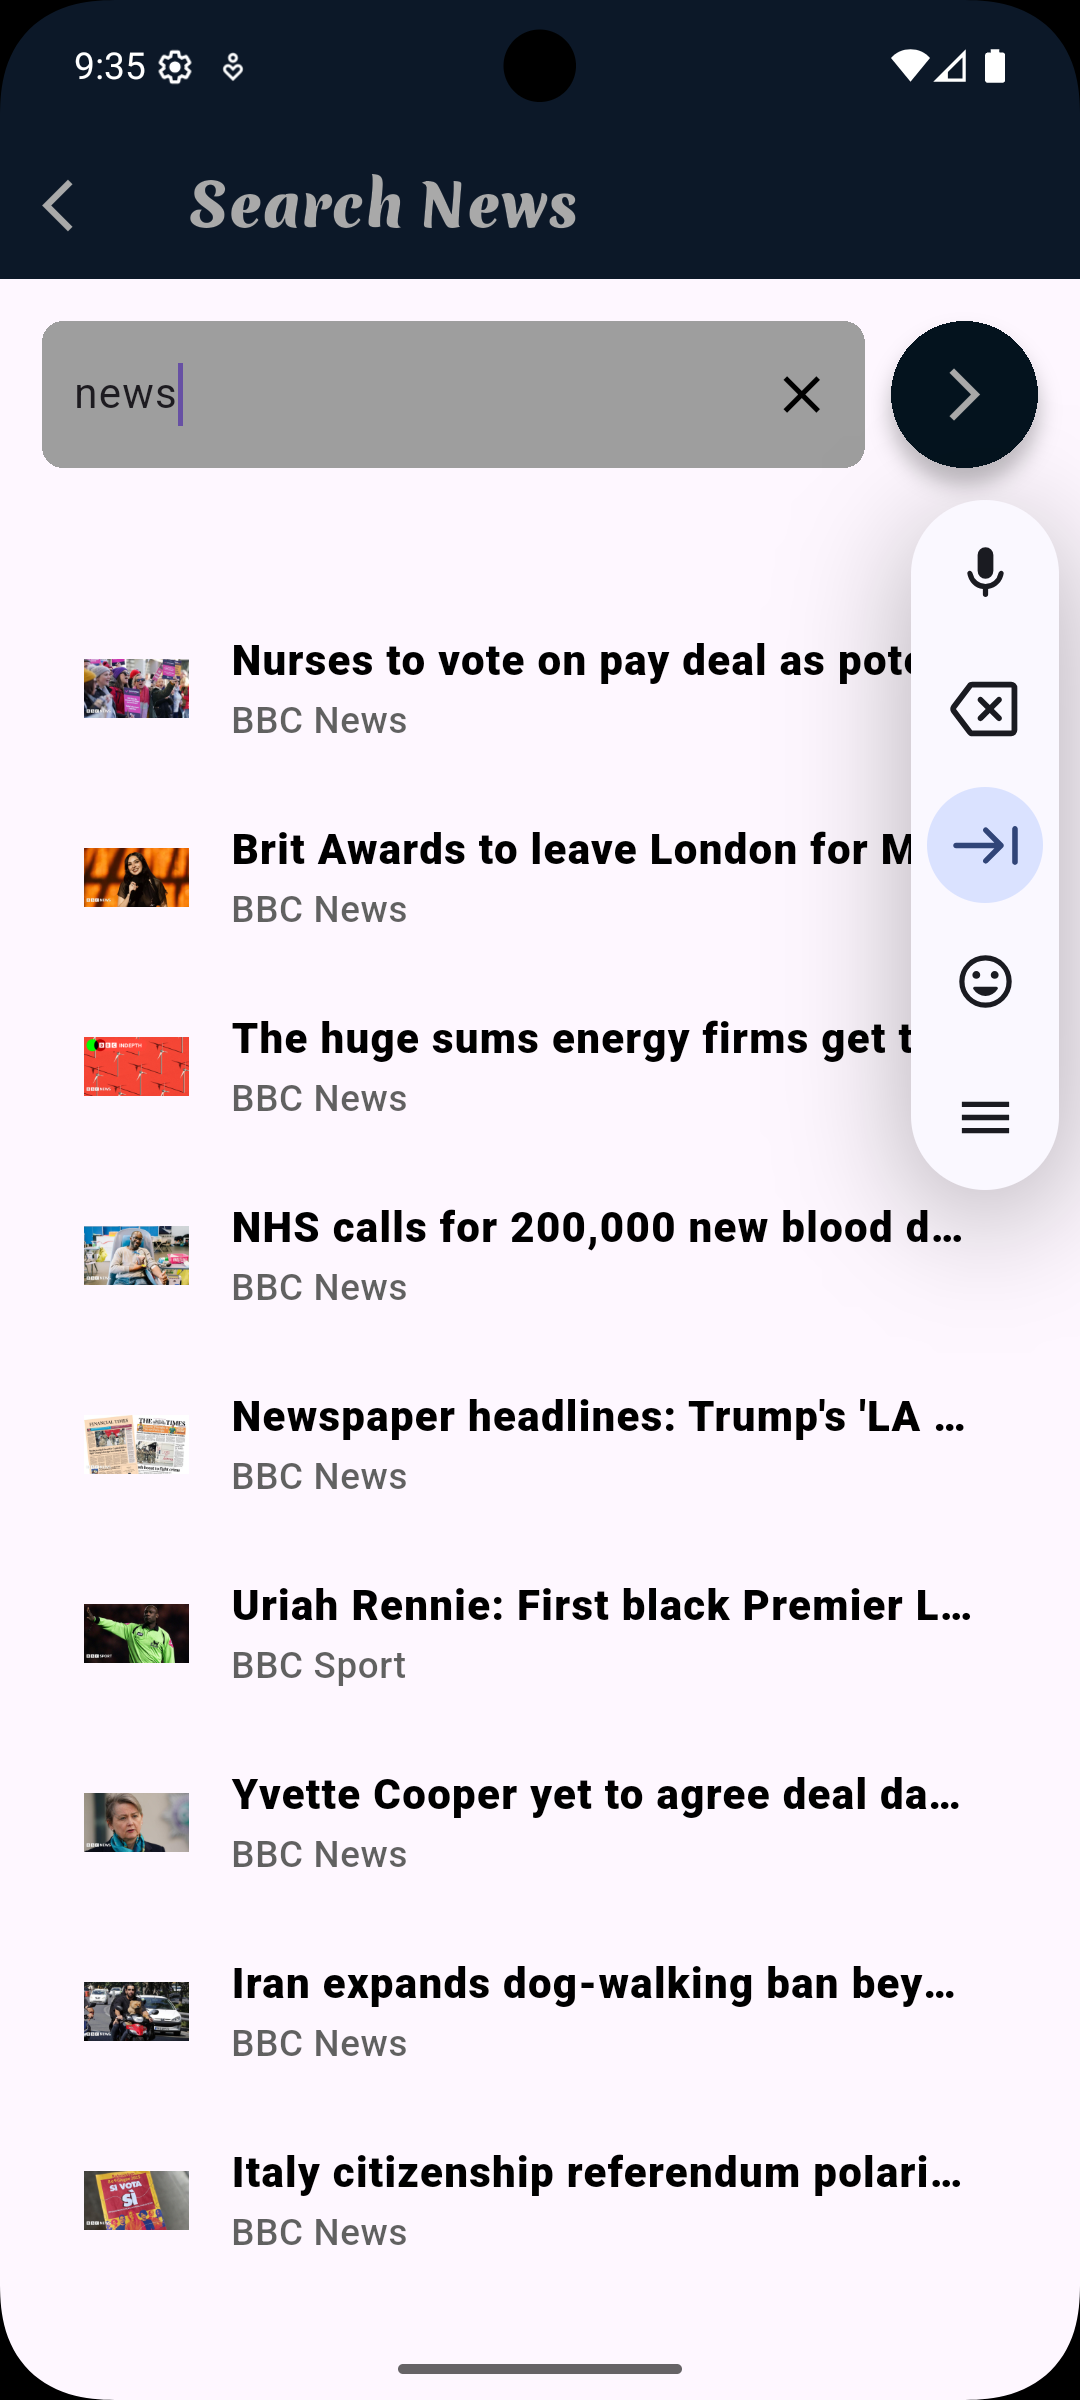 9:35
Search News
news
Nurses to vote on pay deal as pote
BBC News
Brit Awards to leave London for M
BBC News
The huge sums energy firms get t
BBC News
NHS calls for 200,000 new blood d...
BBC News
Newspaper headlines: Trump's 'LA ...
BBC News
Uriah Rennie: First black Premier L...
BBC Sport
Yvette Cooper yet to agree deal da...
BBC News
Iran expands dog-walking ban bey...
BBC News
Italy citizenship referendum polari...
BBC News